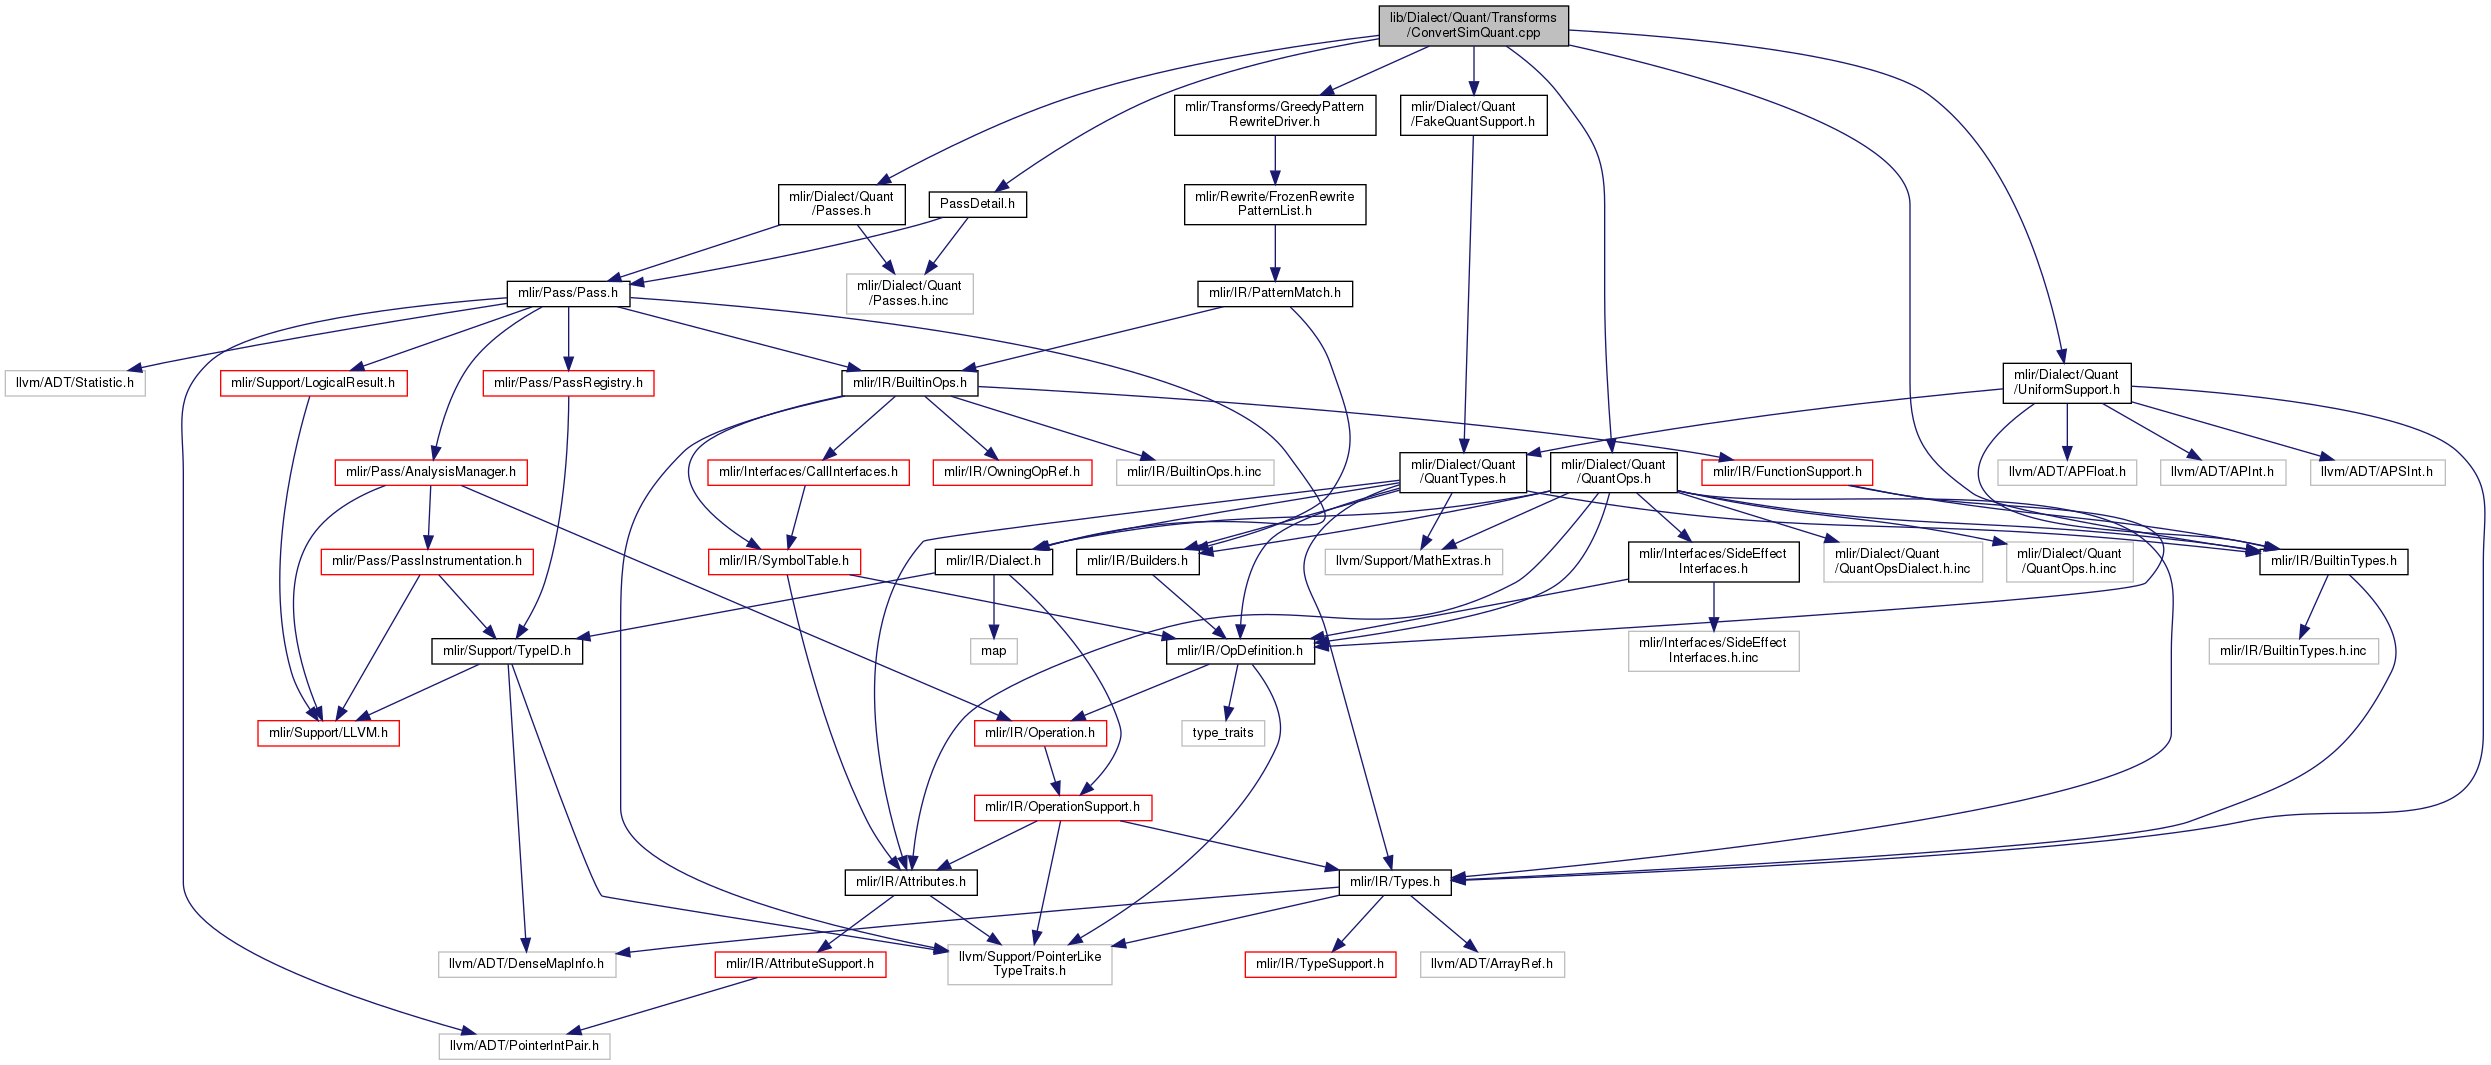 lib/Dialect/Quant/Transforms
/ConvertSimQuant.cpp
mlir/Transforms/GreedyPattern
RewriteDriver.h
mlir/Dialect/Quant
/FakeQuantSupport.h
mlir/Dialect/Quant
/Passes.h
PassDetail.h
mlir/Rewrite/FrozenRewrite
PatternList.h
mlir/Pass/Pass.h
mlir/Dialect/Quant
/Passes.h.inc
mlir/IR/PatternMatch.h
llvm/ADT/Statistic.h
mlir/Support/LogicalResult.h
mlir/Pass/PassRegistry.h
mlir/IR/BuiltinOps.h
mlir/Dialect/Quant
/UniformSupport.h
mlir/Pass/AnalysisManager.h
mlir/Interfaces/CallInterfaces.h
mlir/IR/OwningOpRef.h
mlir/IR/BuiltinOps.h.inc
mlir/Dialect/Quant
/QuantTypes.h
mlir/Dialect/Quant
/QuantOps.h
mlir/IR/FunctionSupport.h
llvm/ADT/APFloat.h
llvm/ADT/APInt.h
llvm/ADT/APSInt.h
mlir/Pass/PassInstrumentation.h
mlir/IR/SymbolTable.h
mlir/IR/Dialect.h
mlir/IR/Builders.h
llvm/Support/MathExtras.h
mlir/Interfaces/SideEffect
Interfaces.h
mlir/Dialect/Quant
/QuantOpsDialect.h.inc
mlir/Dialect/Quant
/QuantOps.h.inc
mlir/IR/BuiltinTypes.h
mlir/Support/TypeID.h
map
mlir/IR/OpDefinition.h
mlir/Interfaces/SideEffect
Interfaces.h.inc
mlir/IR/BuiltinTypes.h.inc
mlir/Support/LLVM.h
mlir/IR/Operation.h
type_traits
mlir/IR/OperationSupport.h
mlir/IR/Attributes.h
mlir/IR/Types.h
llvm/ADT/DenseMapInfo.h
mlir/IR/AttributeSupport.h
llvm/Support/PointerLike
TypeTraits.h
mlir/IR/TypeSupport.h
llvm/ADT/ArrayRef.h
llvm/ADT/PointerIntPair.h